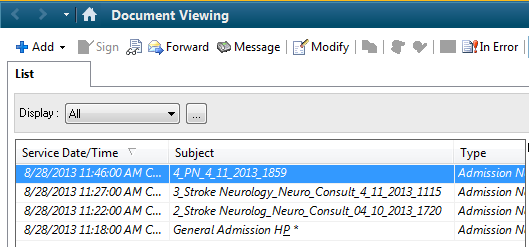 Document Viewing
Add Sign Forward Message Modify In Error
List
Display : All ...
Service Date/Time Subject Type
8/28/2013 11:46:00 AM C... 4_PN_4_11_2013_1859 Admission N
8/28/2013 11:27:00 AM C... 3_Stroke Neurology_Neuro_Consult_4_11_2013_1115 Admission N
8/28/2013 11:22:00 AM C... 2_Stroke Neurolog_Neuro_Consult_04_10_2013_1720 Admission N
8/28/2013 11:18:00 AM C... General Admission HP * Admission N